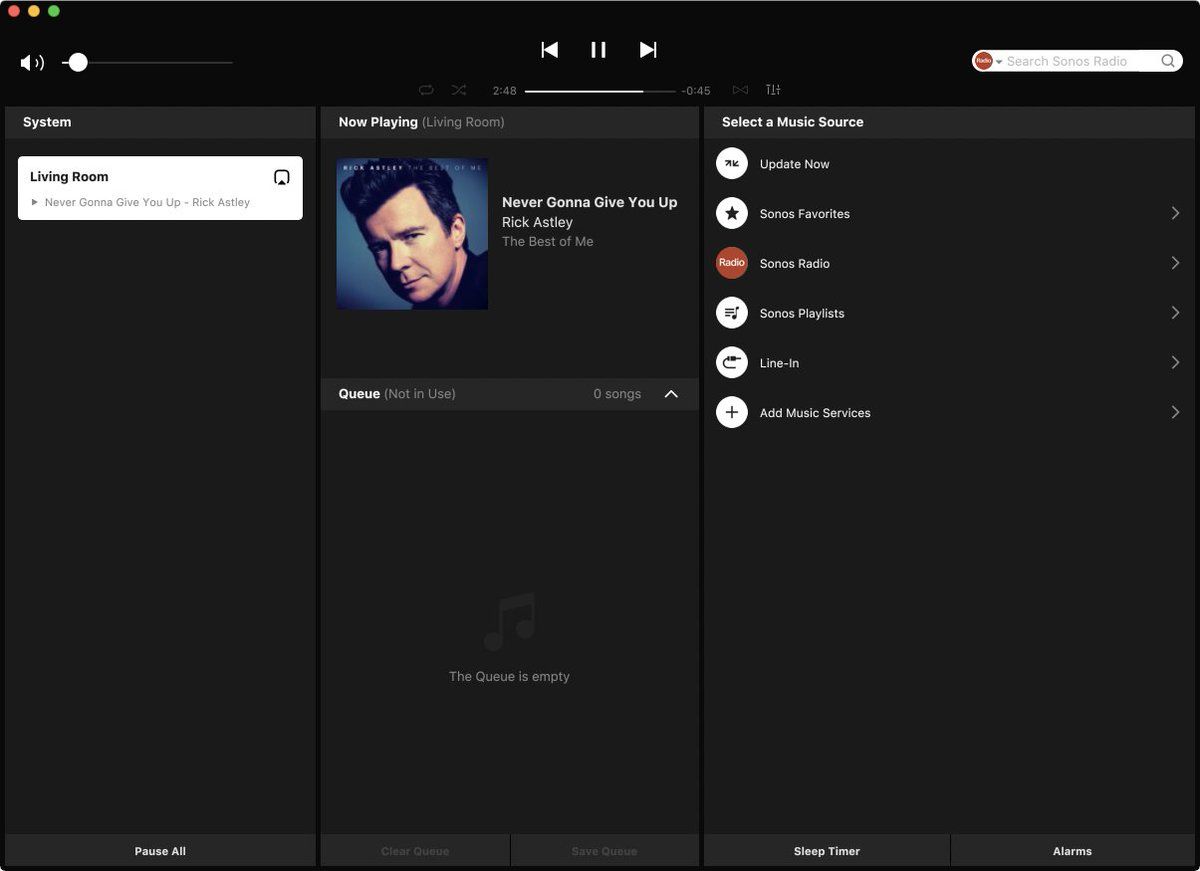 Radio
Search Sonos Radio
2:48
-0:45
System
Living Room
Never Gonna Give You Up - Rick Astley
Now Playing (Living Room)
RICK ASTLEY THE BEST OF ME
Never Gonna Give You Up
Rick Astley
The Best of Me
Queue (Not in Use)
0 songs
The Queue is empty
Select a Music Source
Update Now
Sonos Favorites
Radio
Sonos Radio
Sonos Playlists
Line-In
Add Music Services
Pause All
Clear Queue
Save Queue
Sleep Timer
Alarms